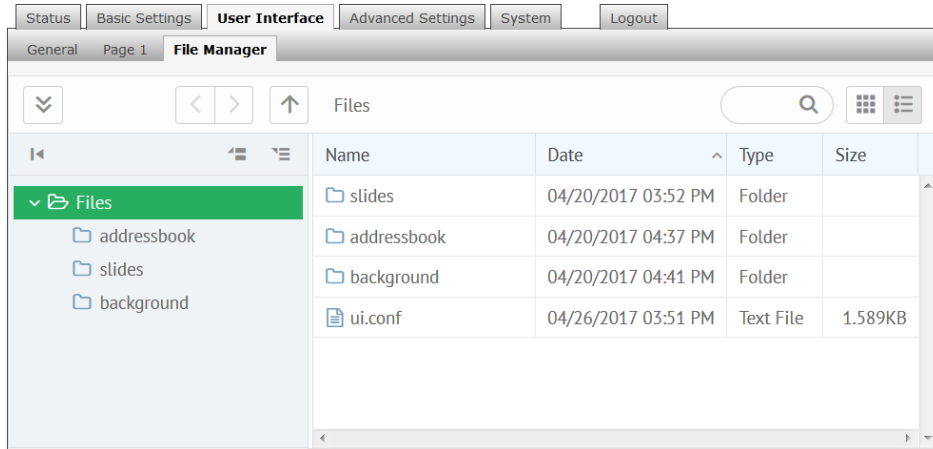 Status Basic Settings User Interface Advanced Settings System Logout
General Page 1 File Manager
Files
Name Date Type Size
Files
addressbook
slides
background
slides 04/20/2017 03:52 PM Folder
addressbook 04/20/2017 04:37 PM Folder
background 04/20/2017 04:41 PM Folder
ui.conf 04/26/2017 03:51 PM Text File 1.589KB